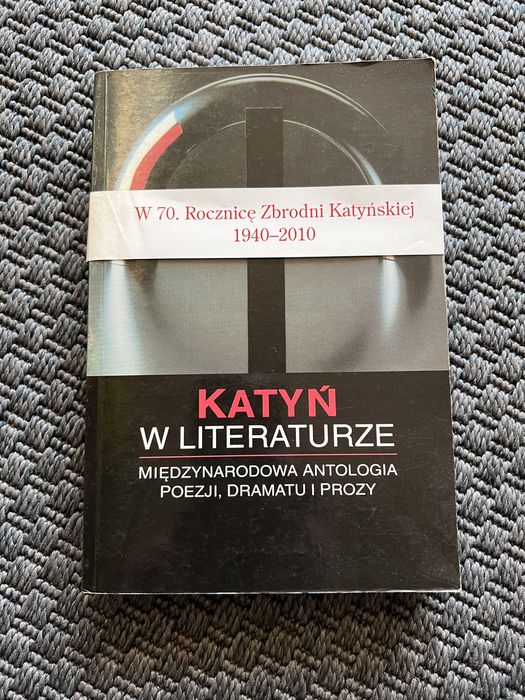 W 70. Rocznicę Zbrodni Katyńskiej
1940–2010
KATYŃ
W LITERATURZE
MIĘDZYNARODOWA ANTOLOGIA
POEZJI, DRAMATU I PROZY